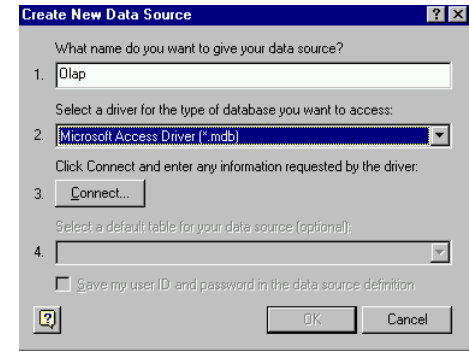 Create New Data Source
What name do you want to give your data source?
1. Olap
Select a driver for the type of database you want to access:
2. Microsoft Access Driver (*.mdb)
Click Connect and enter any information requested by the driver:
3. Connect...
Select a default table for your data source (optional):
4.
Save my user ID and password in the data source definition
OK Cancel